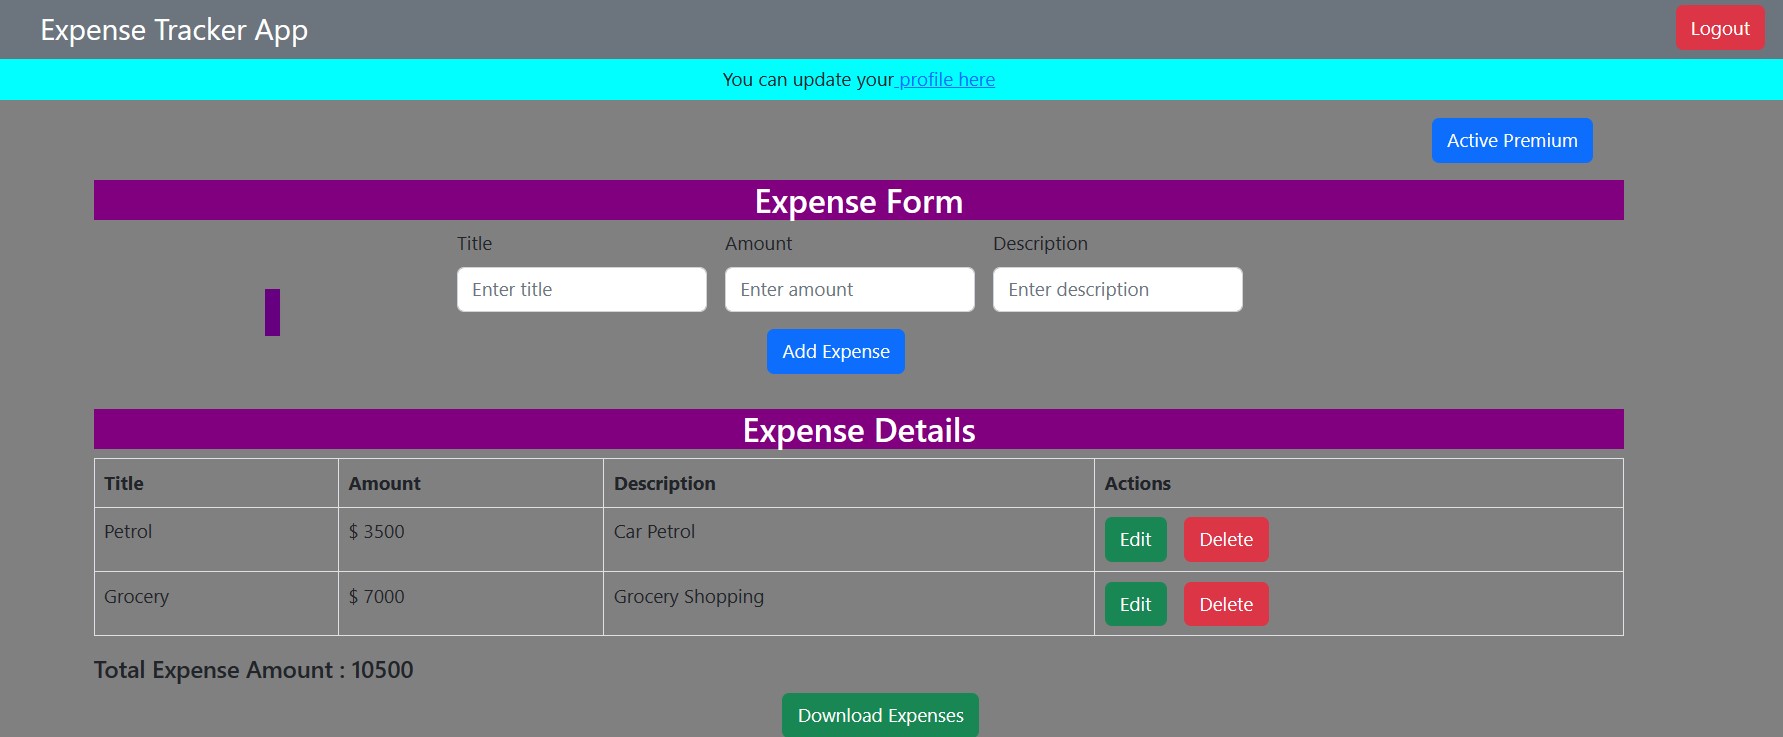 Expense Tracker App
Logout
You can update your profile here
Active Premium
Expense Form
Title Amount Description
Enter title Enter amount Enter description
Add Expense
Expense Details
Title Amount Description Actions
Petrol $ 3500 Car Petrol Edit Delete
Grocery $ 7000 Grocery Shopping Edit Delete
Total Expense Amount : 10500
Download Expenses